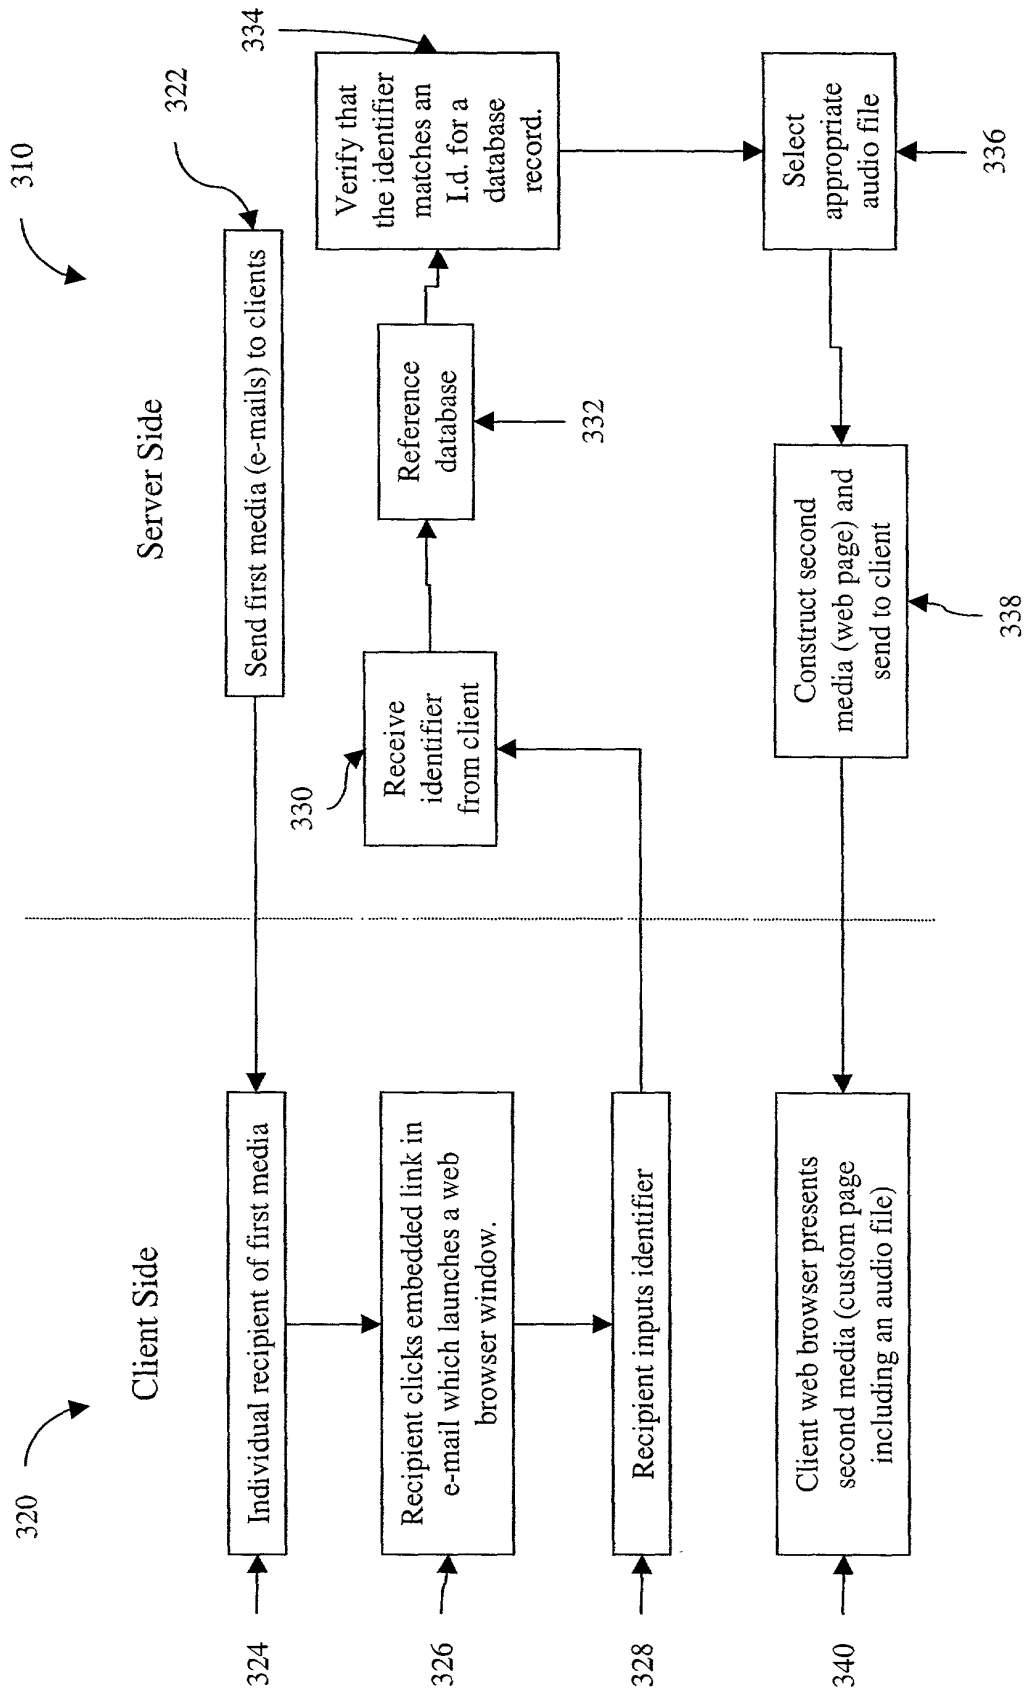 320
Client Side
Server Side
310
324
Individual recipient of first media
Send first media (e-mails) to clients
322
326
Recipient clicks embedded link in
e-mail which launches a web
browser window.
328
Recipient inputs identifier
330
Receive
identifier
from client
Reference
database
332
Verify that
the identifier
matches an
I.d. for a
database
record.
334
Select
appropriate
audio file
336
Construct second
media (web page) and
send to client
338
340
Client web browser presents
second media (custom page
including an audio file)